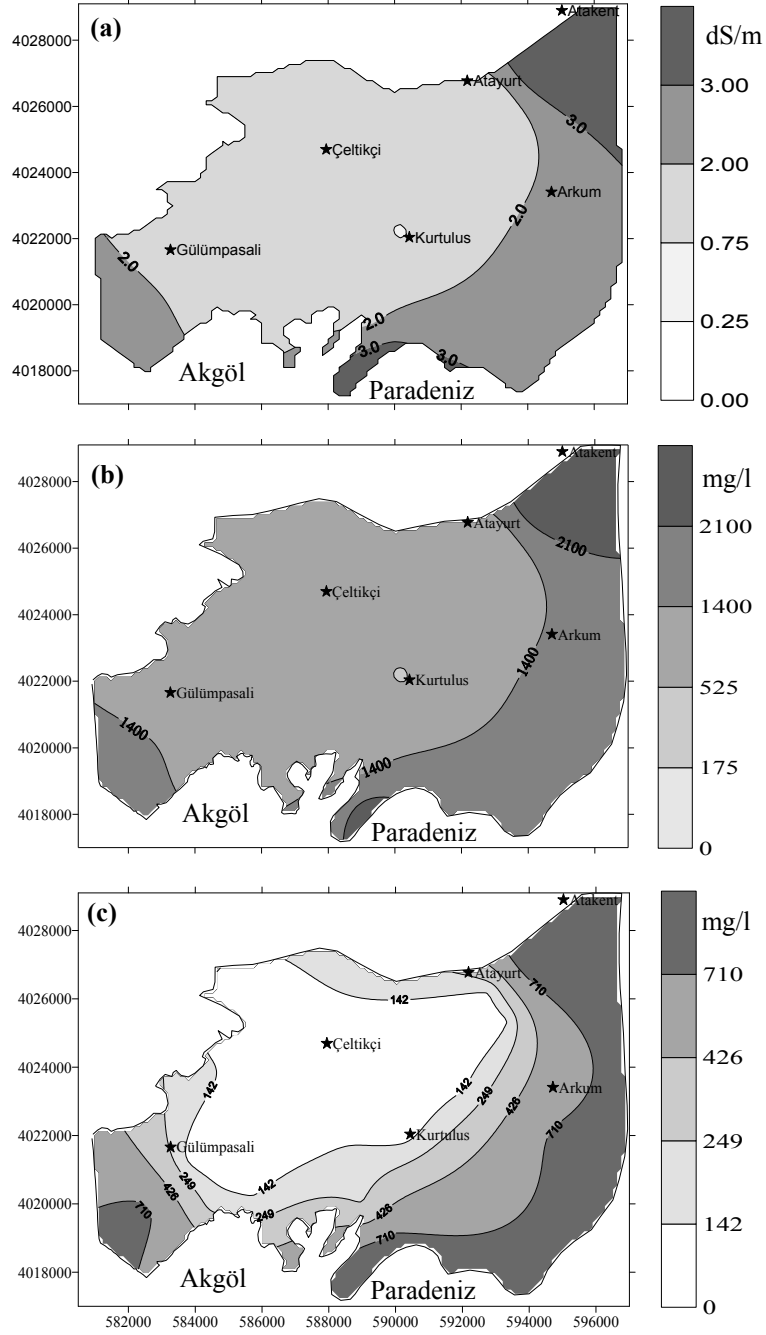 (a)
4028000
4026000
4024000
4022000
4020000
4018000
Atakent
Atayurt
Çeltikçi
Arkum
Kurtulus
Gülümpasali
3.0
2.0
2.0
2.0
3.0
3.0
Akgöl
Paradeniz
dS/m
3.00
2.00
0.75
0.25
0.00
(b)
4028000
4026000
4024000
4022000
4020000
4018000
Atakent
Atayurt
Çeltikçi
Arkum
Kurtulus
Gülümpasali
2100
1400
1400
1400
Akgöl
Paradeniz
mg/l
2100
1400
525
175
0
(c)
4028000
4026000
4024000
4022000
4020000
4018000
Atakent
Atayurt
Çeltikçi
Arkum
Kurtulus
Gülümpasali
710
142
142
142
249
426
710
142
249
426
249
426
710
710
Akgöl
Paradeniz
mg/l
710
426
249
142
0
582000 584000 586000 588000 590000 592000 594000 596000